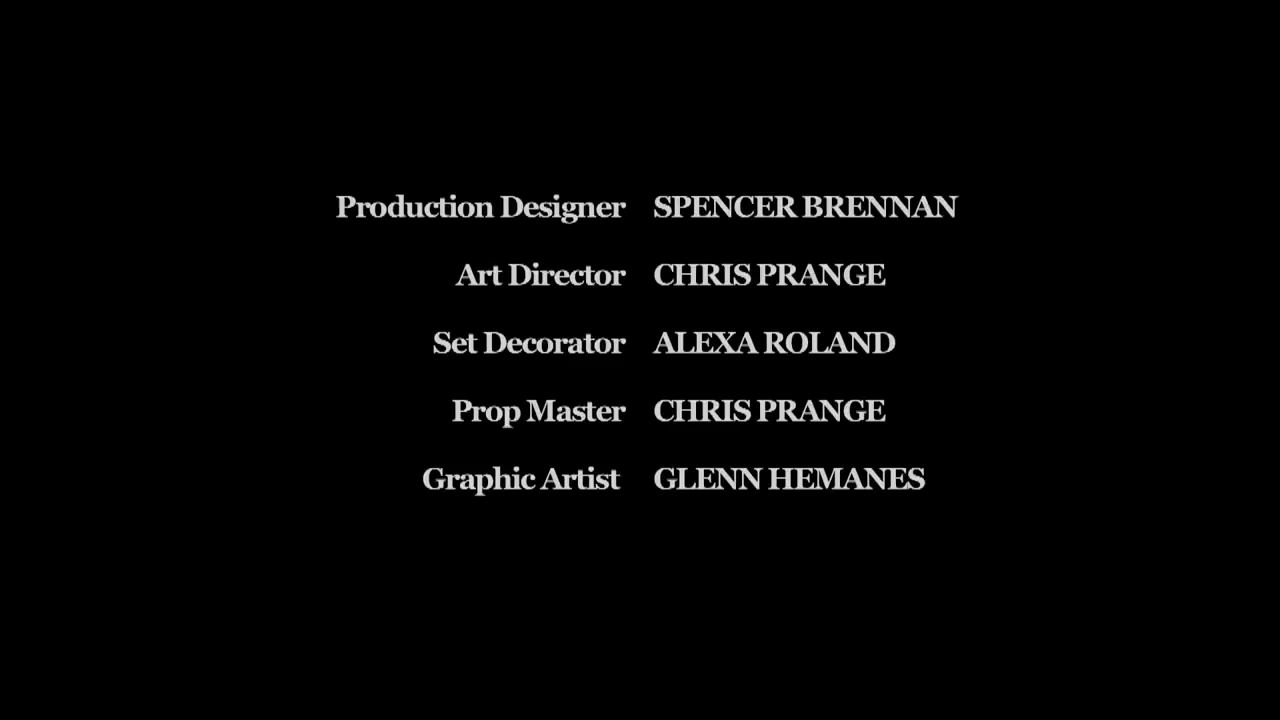 Production Designer SPENCER BRENNAN
Art Director CHRIS PRANGE
Set Decorator ALEXA ROLAND
Prop Master CHRIS PRANGE
Graphic Artist GLENN HEMANES